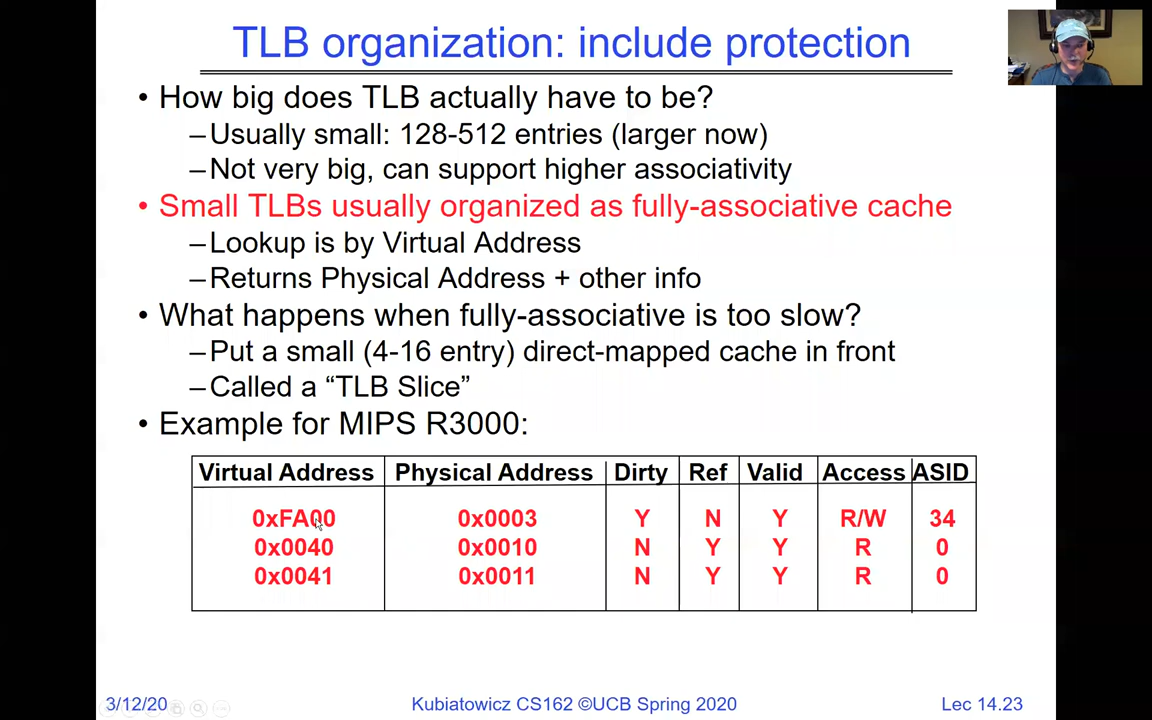 TLB organization: include protection
• How big does TLB actually have to be?
–Usually small: 128-512 entries (larger now)
–Not very big, can support higher associativity
• Small TLBs usually organized as fully-associative cache
–Lookup is by Virtual Address
–Returns Physical Address + other info
• What happens when fully-associative is too slow?
–Put a small (4-16 entry) direct-mapped cache in front
–Called a “TLB Slice”
• Example for MIPS R3000:
Virtual Address Physical Address Dirty Ref Valid Access ASID
0xFA00 0x0003 Y N Y R/W 34
0x0040 0x0010 N Y Y R 0
0x0041 0x0011 N Y Y R 0
3/12/20 Kubiatowicz CS162 ©UCB Spring 2020 Lec 14.23